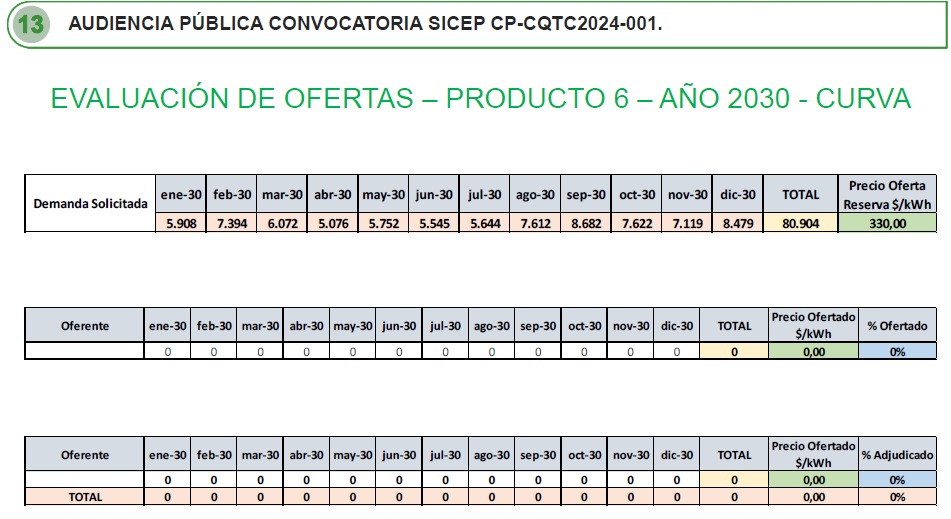 13 AUDIENCIA PÚBLICA CONVOCATORIA SICEP CP-CQTC2024-001.
EVALUACIÓN DE OFERTAS – PRODUCTO 6 – AÑO 2030 - CURVA
Demanda Solicitada ene-30 feb-30 mar-30 abr-30 may-30 jun-30 jul-30 ago-30 sep-30 oct-30 nov-30 dic-30 TOTAL Precio Oferta Reserva $/kWh
5.908 7.394 6.072 5.076 5.752 5.545 5.644 7.612 8.682 7.622 7.119 8.479 80.904 330,00
Oferente ene-30 feb-30 mar-30 abr-30 may-30 jun-30 jul-30 ago-30 sep-30 oct-30 nov-30 dic-30 TOTAL Precio Ofertado $/kWh % Ofertado
0 0 0 0 0 0 0 0 0 0 0 0 0 0,00 0%
Oferente ene-30 feb-30 mar-30 abr-30 may-30 jun-30 jul-30 ago-30 sep-30 oct-30 nov-30 dic-30 TOTAL Precio Ofertado $/kWh % Adjudicado
0 0 0 0 0 0 0 0 0 0 0 0 0 0,00 0%
TOTAL 0 0 0 0 0 0 0 0 0 0 0 0 0 0,00 0%